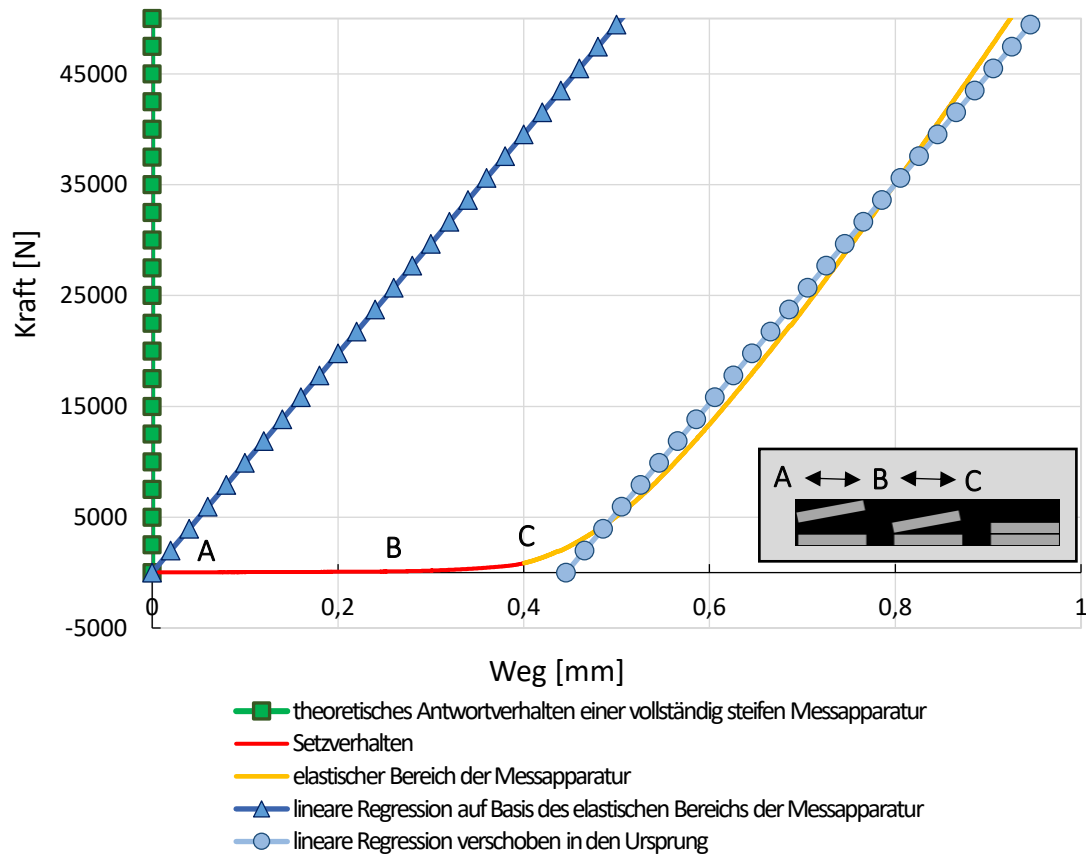 45000
35000
25000
15000
5000
-5000
Kraft [N]
A
B
C
0
0,2
0,4
0,6
0,8
1
Weg [mm]
A B C
theoretisches Antwortverhalten einer vollständig steifen Messapparatur
Setzverhalten
elastischer Bereich der Messapparatur
lineare Regression auf Basis des elastischen Bereichs der Messapparatur
lineare Regression verschoben in den Ursprung